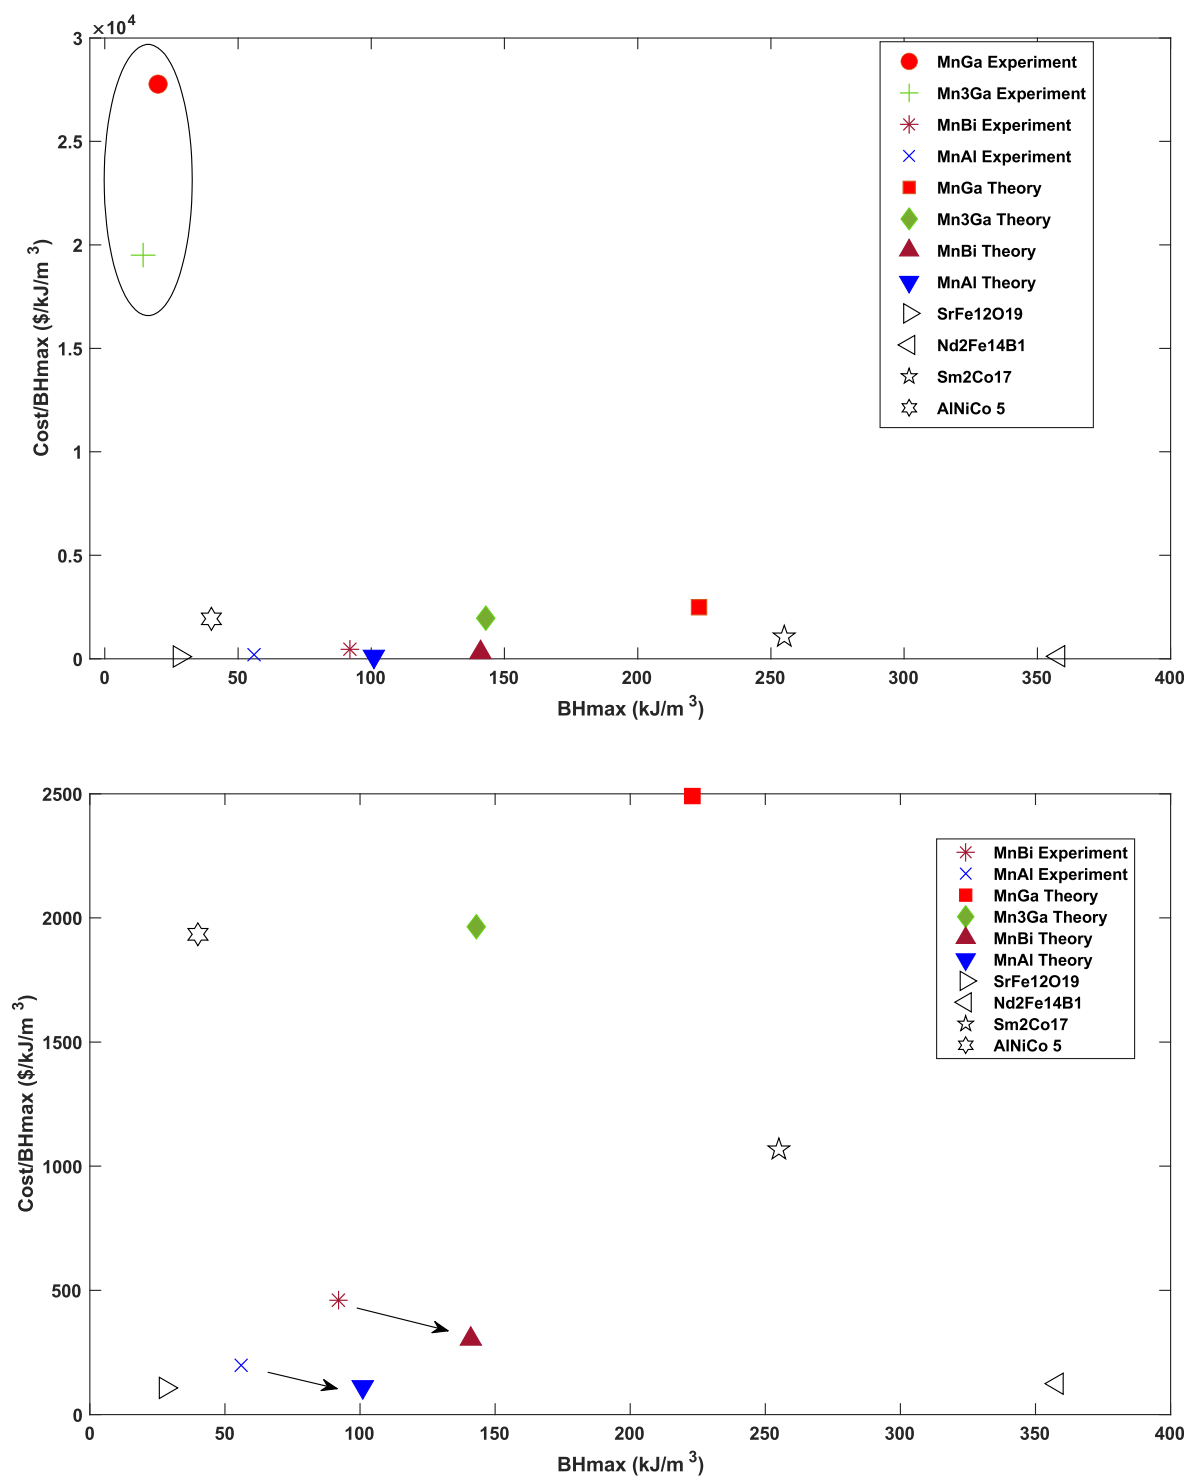 ×10⁴
3
2.5
2
1.5
1
0.5
0
Cost/BHmax ($/kJ/m ³)
MnGa Experiment
Mn3Ga Experiment
MnBi Experiment
MnAl Experiment
MnGa Theory
Mn3Ga Theory
MnBi Theory
MnAl Theory
SrFe12O19
Nd2Fe14B1
Sm2Co17
AlNiCo 5
0 50 100 150 200 250 300 350 400
BHmax (kJ/m ³)
2500
2000
1500
1000
500
0
Cost/BHmax ($/kJ/m ³)
MnBi Experiment
MnAl Experiment
MnGa Theory
Mn3Ga Theory
MnBi Theory
MnAl Theory
SrFe12O19
Nd2Fe14B1
Sm2Co17
AlNiCo 5
0 50 100 150 200 250 300 350 400
BHmax (kJ/m ³)